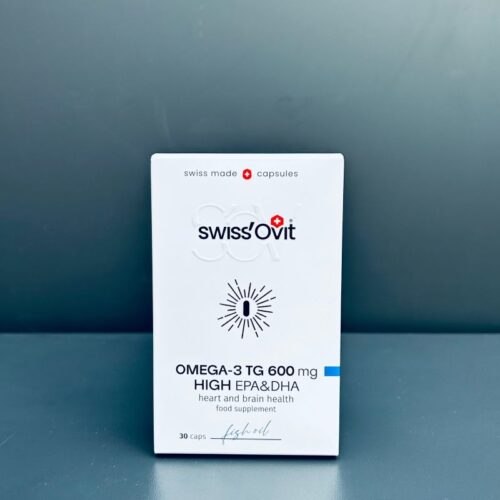 swiss made capsules
SOV
swiss'Ovit®
OMEGA-3 TG 600 mg
HIGH EPA&DHA
heart and brain health
food supplement
30 caps fish oil